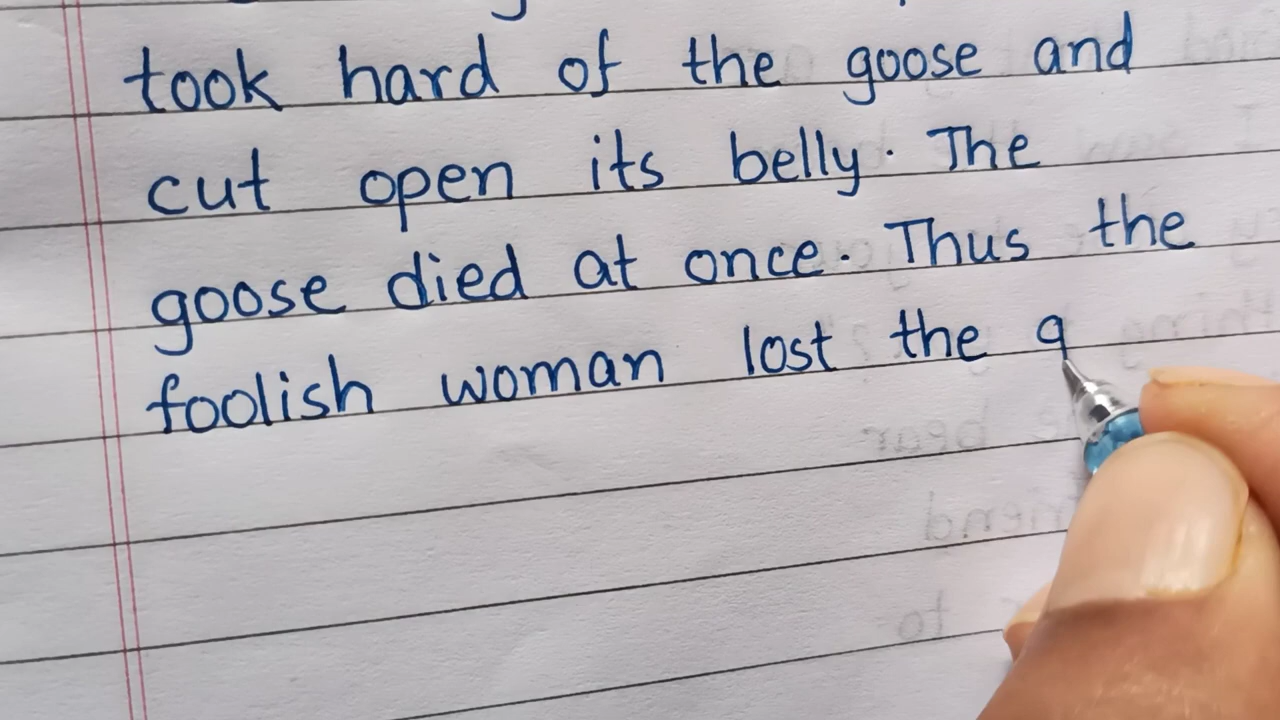 took hard of the goose and
cut open its belly. The
goose died at once. Thus the
foolish woman lost the g